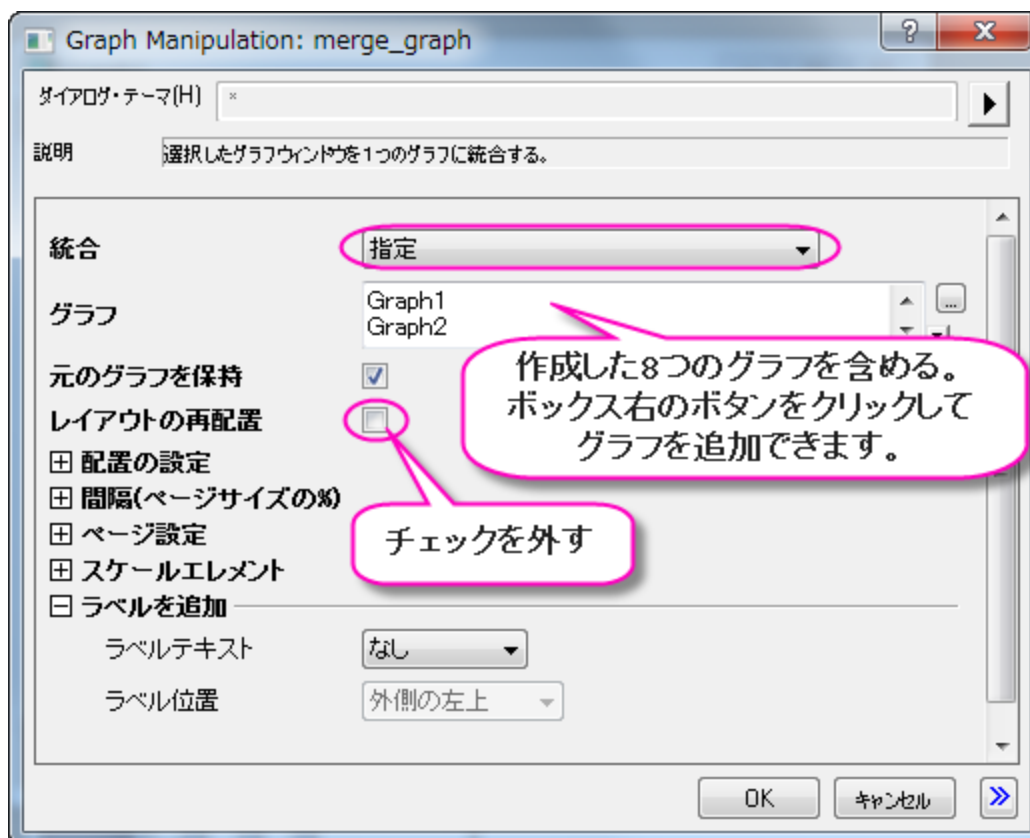 Graph Manipulation: merge_graph
ダイアログ・テーマ(H) *
説明 選択したグラフウィンドウを1つのグラフに統合する。
統合 指定
グラフ Graph1
Graph2
作成した8つのグラフを含める。
ボックス右のボタンをクリックして
グラフを追加できます。
元のグラフを保持
レイアウトの再配置
配置の設定
間隔(ページサイズの%)
ページ設定
チェックを外す
スケールエレメント
ラベルを追加
ラベルテキスト なし
ラベル位置 外側の左上
OK キャンセル